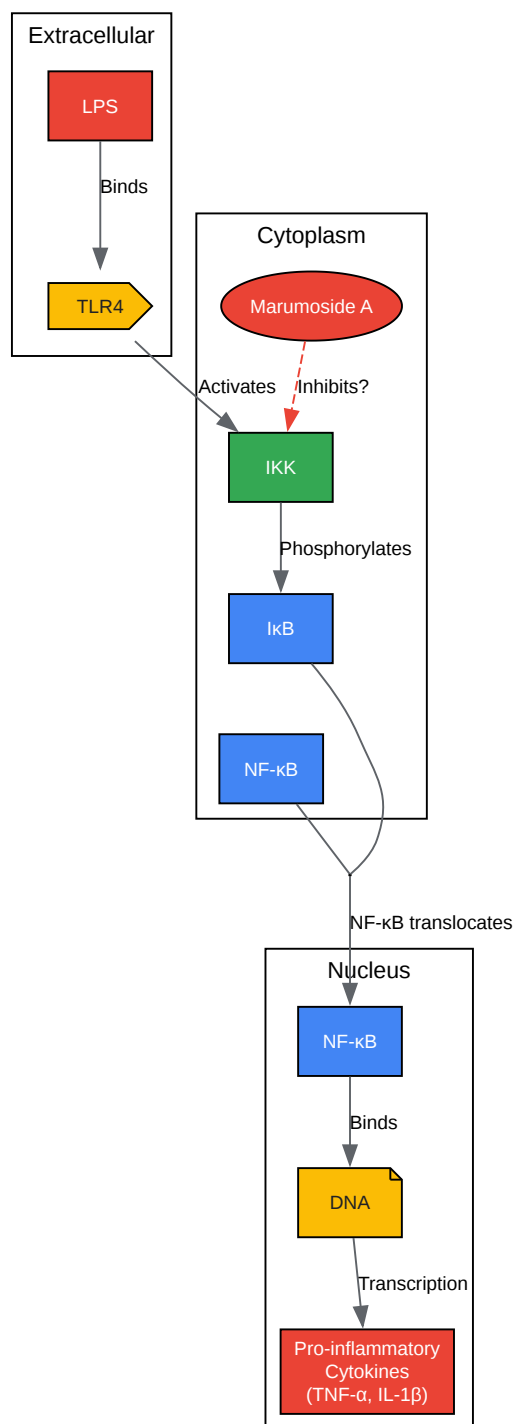 Extracellular
LPS
Binds
TLR4
Cytoplasm
Marumoside A
Activates
Inhibits?
IKK
Phosphorylates
IκB
NF-κB
NF-κB translocates
Nucleus
NF-κB
Binds
DNA
Transcription
Pro-inflammatory
Cytokines
(TNF-α, IL-1β)